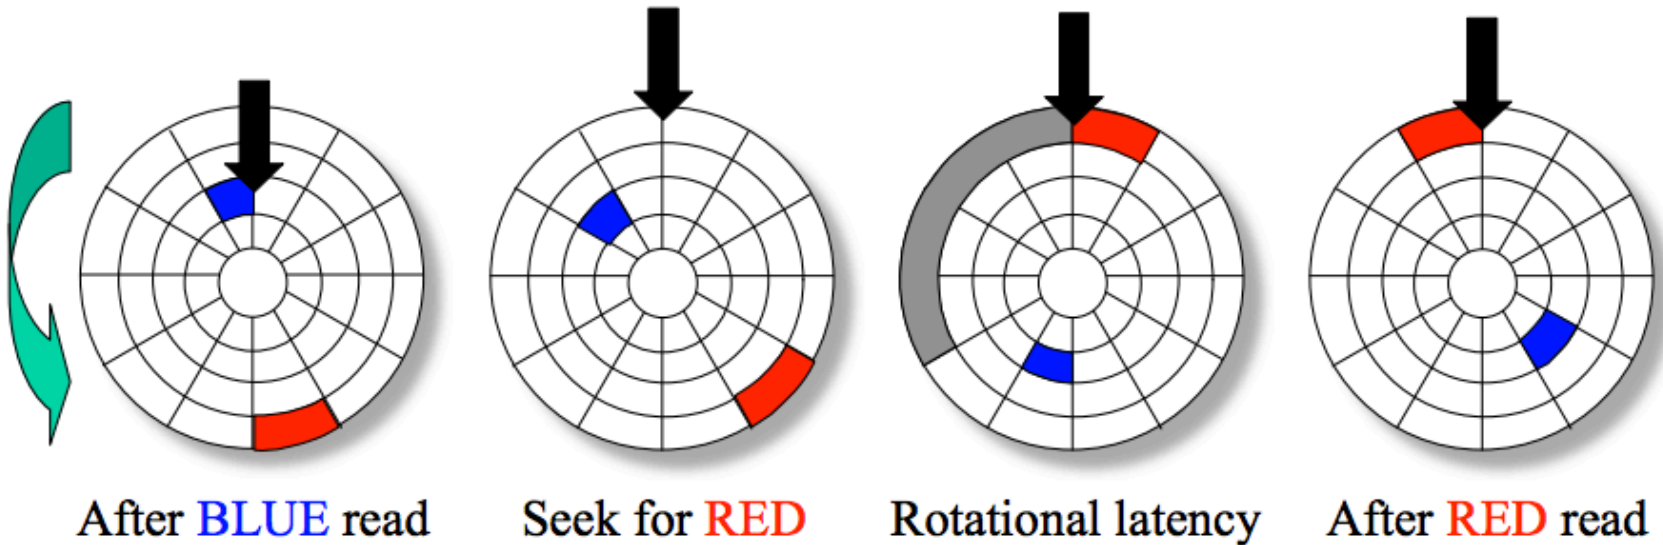 After BLUE read
Seek for RED
Rotational latency
After RED read